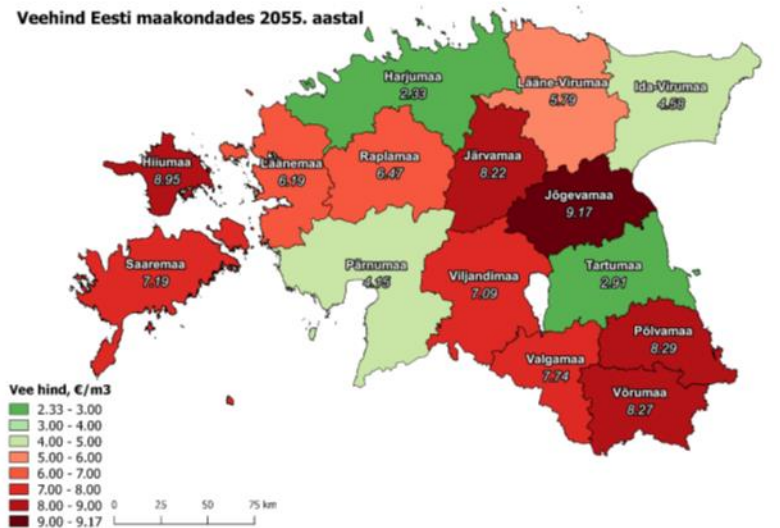 Veehind Eesti maakondades 2055. aastal
Harjumaa
2.33
Lääne-Virumaa
5.79
Ida-Virumaa
4.58
Hiiumaa
8.95
Läänemaa
6.19
Raplamaa
6.47
Järvamaa
8.22
Jõgevamaa
9.17
Saaremaa
7.19
Pärnumaa
4.15
Viljandimaa
7.09
Tartumaa
2.91
Valgamaa
7.74
Põlvamaa
8.29
Võrumaa
8.27
Vee hind, €/m3
2.33 - 3.00
3.00 - 4.00
4.00 - 5.00
5.00 - 6.00
6.00 - 7.00
7.00 - 8.00
8.00 - 9.00
9.00 - 9.17
0 25 50 75 km